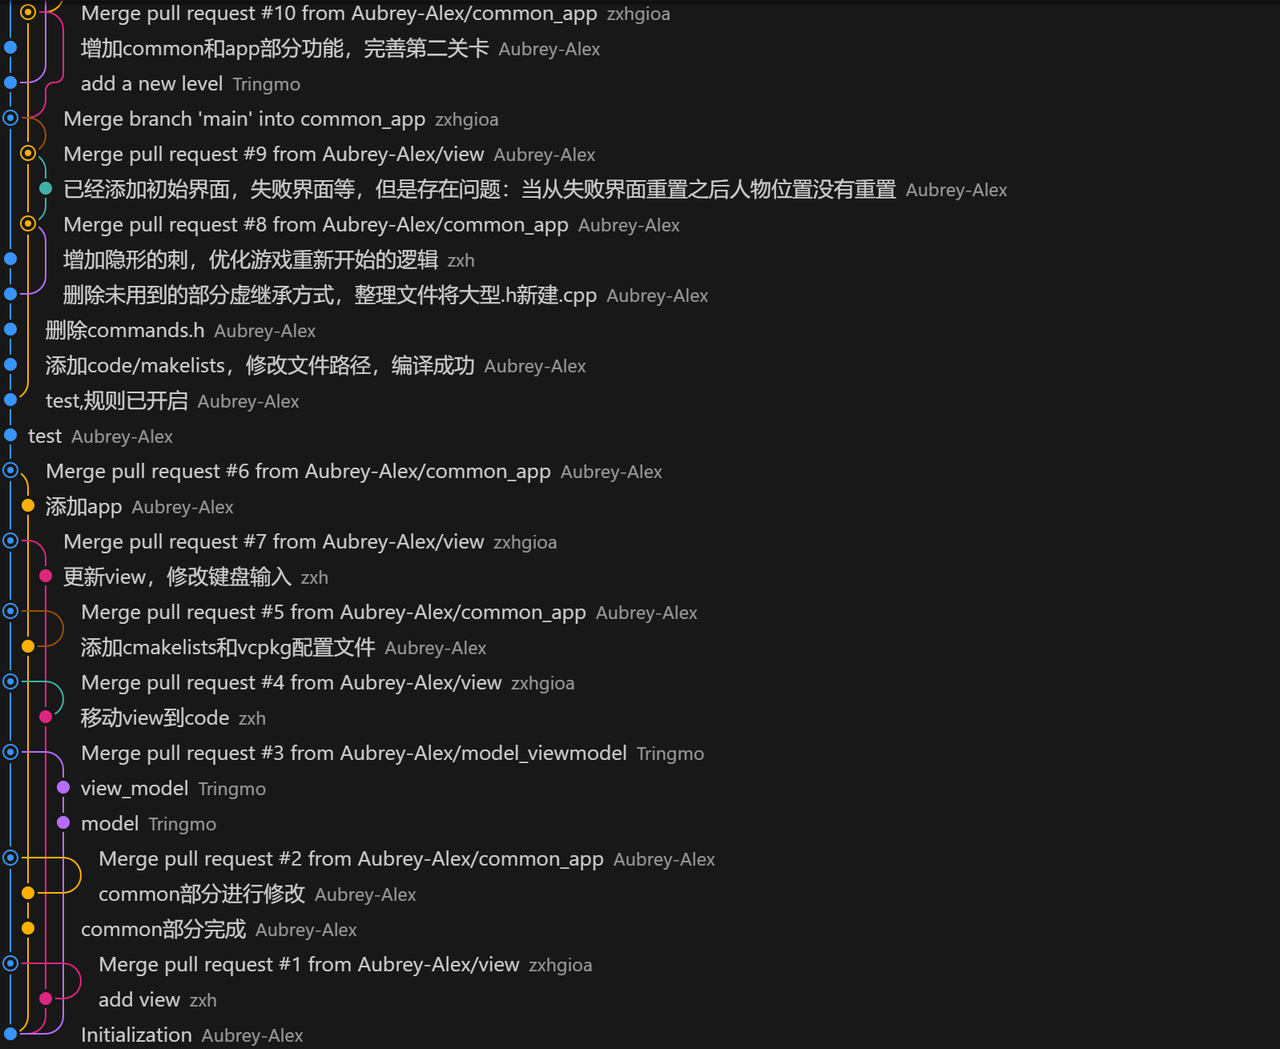 Merge pull request #10 from Aubrey-Alex/common_app zxhgioa
增加common和app部分功能，完善第二关卡 Aubrey-Alex
add a new level Tringmo
Merge branch 'main' into common_app zxhgioa
Merge pull request #9 from Aubrey-Alex/view Aubrey-Alex
已经添加初始界面，失败界面等，但是存在问题：当从失败界面重置之后人物位置没有重置 Aubrey-Alex
Merge pull request #8 from Aubrey-Alex/common_app Aubrey-Alex
增加隐形的刺，优化游戏重新开始的逻辑 zxh
删除未用到的部分虚继承方式，整理文件将大型.h新建.cpp Aubrey-Alex
删除commands.h Aubrey-Alex
添加code/makelists，修改文件路径，编译成功 Aubrey-Alex
test,规则已开启 Aubrey-Alex
test Aubrey-Alex
Merge pull request #6 from Aubrey-Alex/common_app Aubrey-Alex
添加app Aubrey-Alex
Merge pull request #7 from Aubrey-Alex/view zxhgioa
更新view，修改键盘输入 zxh
Merge pull request #5 from Aubrey-Alex/common_app Aubrey-Alex
添加cmakelists和vcpkg配置文件 Aubrey-Alex
Merge pull request #4 from Aubrey-Alex/view zxhgioa
移动view到code zxh
Merge pull request #3 from Aubrey-Alex/model_viewmodel Tringmo
view_model Tringmo
model Tringmo
Merge pull request #2 from Aubrey-Alex/common_app Aubrey-Alex
common部分进行修改 Aubrey-Alex
common部分完成 Aubrey-Alex
Merge pull request #1 from Aubrey-Alex/view zxhgioa
add view zxh
Initialization Aubrey-Alex